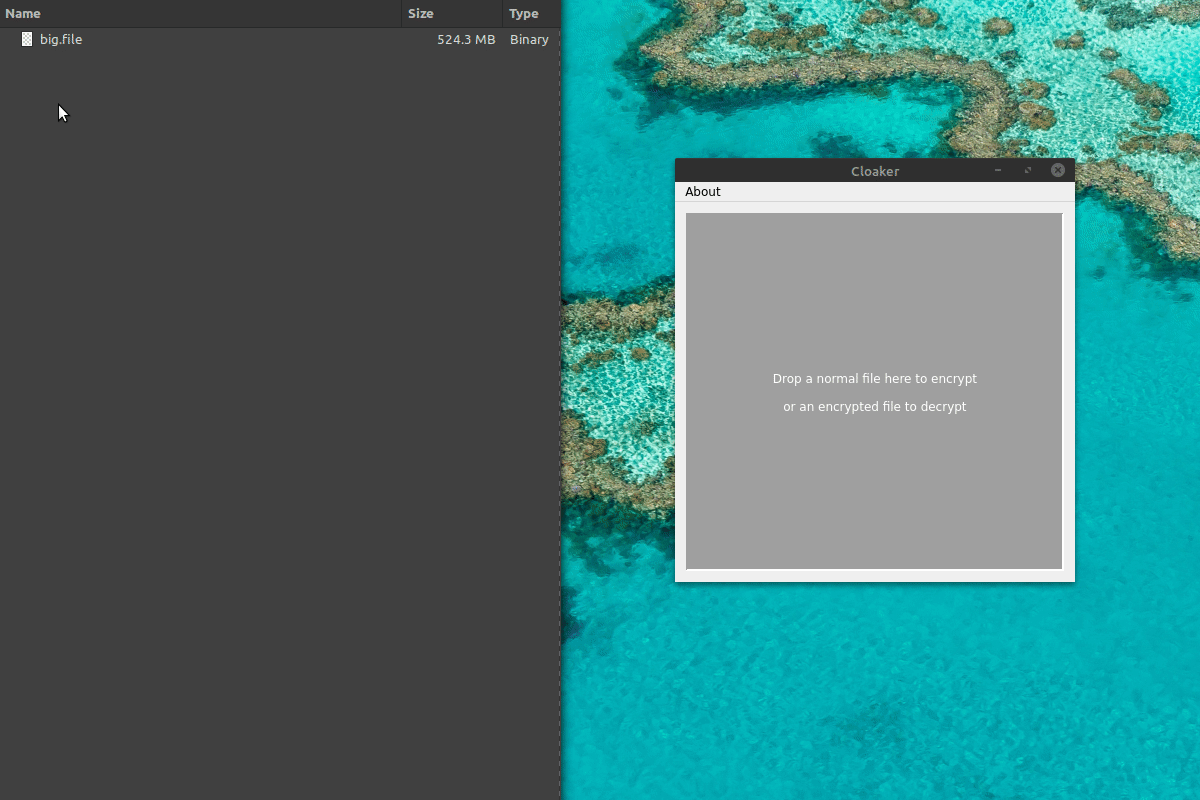 Name Size Type
big.file 524.3 MB Binary
Cloaker
About
Drop a normal file here to encrypt
or an encrypted file to decrypt